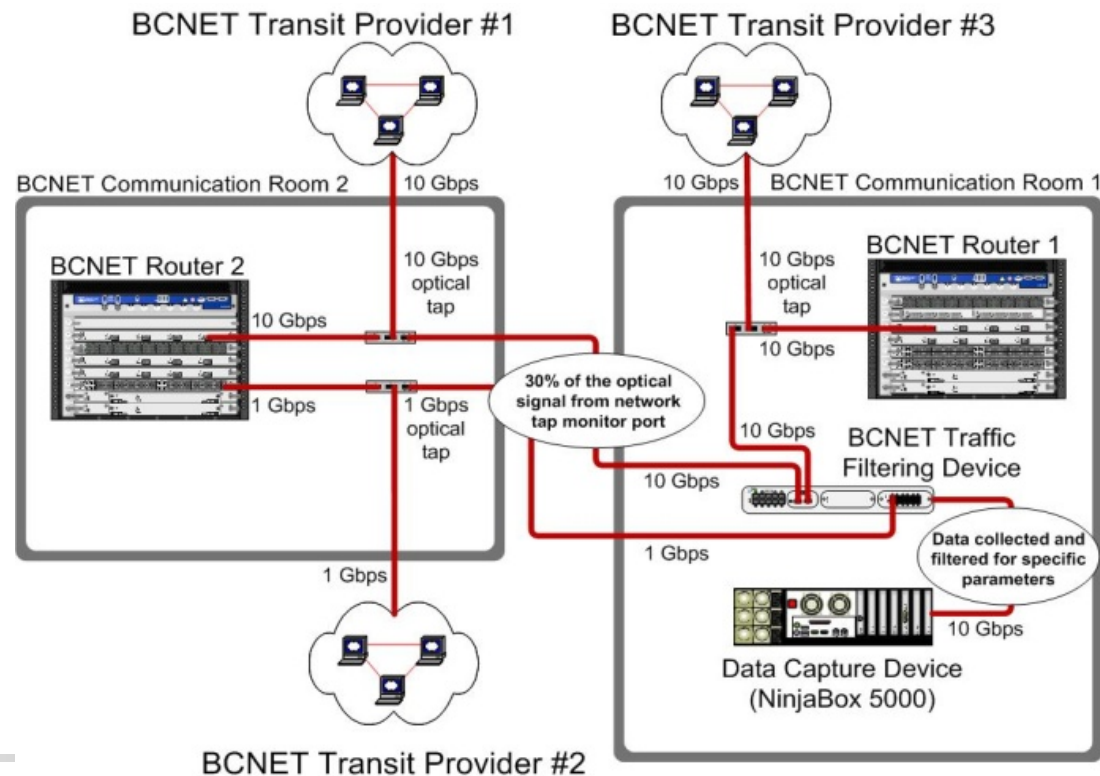 BCNET Transit Provider #1
BCNET Transit Provider #3
BCNET Communication Room 2
10 Gbps
10 Gbps
BCNET Communication Room 1
BCNET Router 2
10 Gbps
optical
tap
10 Gbps
1 Gbps
1 Gbps
optical
tap
30% of the optical
signal from network
tap monitor port
10 Gbps
optical
tap
BCNET Router 1
10 Gbps
10 Gbps
BCNET Traffic
Filtering Device
10 Gbps
1 Gbps
Data collected and
filtered for specific
parameters
10 Gbps
Data Capture Device
(NinjaBox 5000)
1 Gbps
BCNET Transit Provider #2